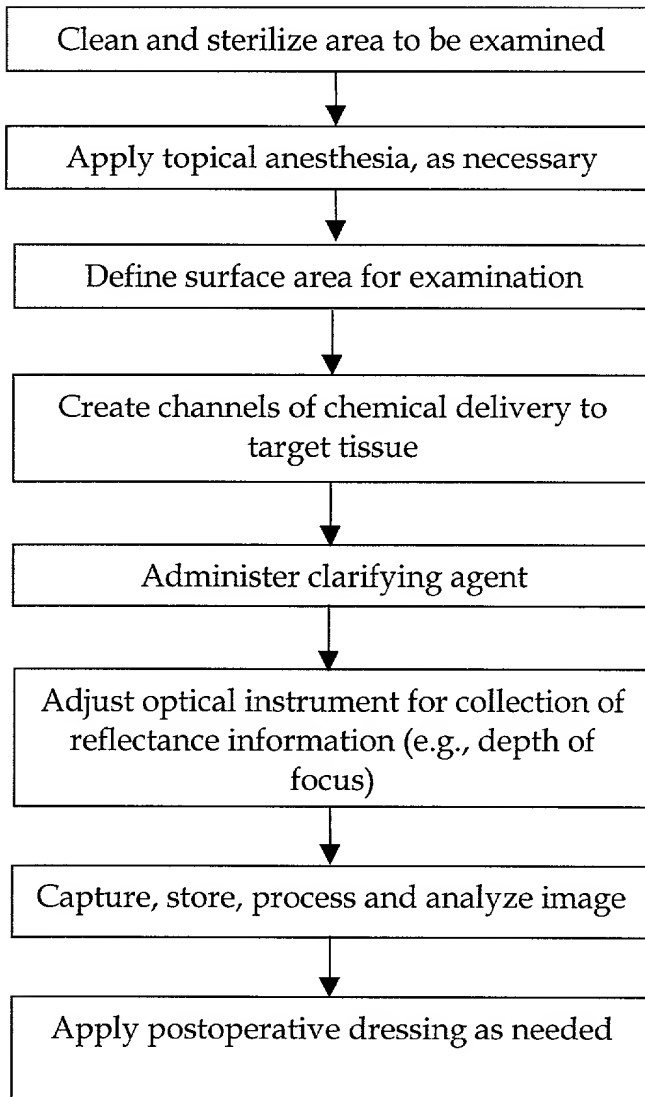 Clean and sterilize area to be examined
Apply topical anesthesia, as necessary
Define surface area for examination
Create channels of chemical delivery to
target tissue
Administer clarifying agent
Adjust optical instrument for collection of
reflectance information (e.g., depth of
focus)
Capture, store, process and analyze image
Apply postoperative dressing as needed